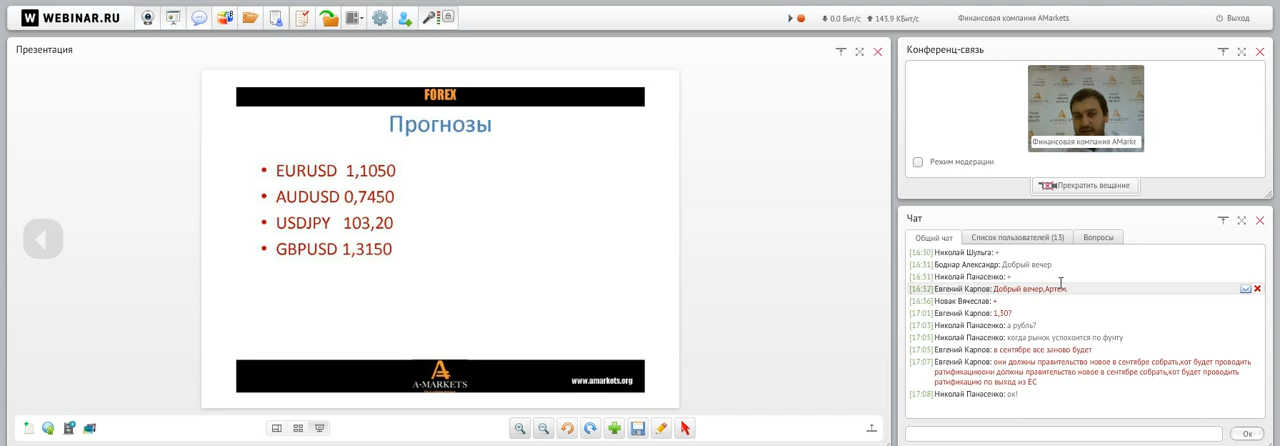 WEBINAR.RU
0.0 Бит/с 143.9 КБит/с
Финансовая компания AMarkets
Выход
Презентация
FOREX
Прогнозы
• EURUSD 1,1050
• AUDUSD 0,7450
• USDJPY 103,20
• GBPUSD 1,3150
A-MARKETS
www.amarkets.org
Конференц-связь
Финансовая компания AMarke
Режим модерации
Прекратить вещание
Чат
Общий чат
Список пользователей (13)
Вопросы
[16:30] Николай Шульга: +
[16:31] Боднар Александр: Добрый вечер
[16:31] Николай Панасенко: +
[16:32] Евгений Карпов: Добрый вечер,Артем.
[16:36] Новак Вячеслав: +
[17:01] Евгений Карпов: 1,30?
[17:03] Николай Панасенко: а рубль?
[17:05] Николай Панасенко: когда рынок успокоится по фунту
[17:05] Евгений Карпов: в сентябре все заново будет
[17:07] Евгений Карпов: они должны правительство новое в сентябре собрать,кот будет проводить
ратификациюони должны правительство новое в сентябре собрать,кот будет проводить
ратификацию по выход из ЕС
[17:08] Николай Панасенко: ок!
Ок